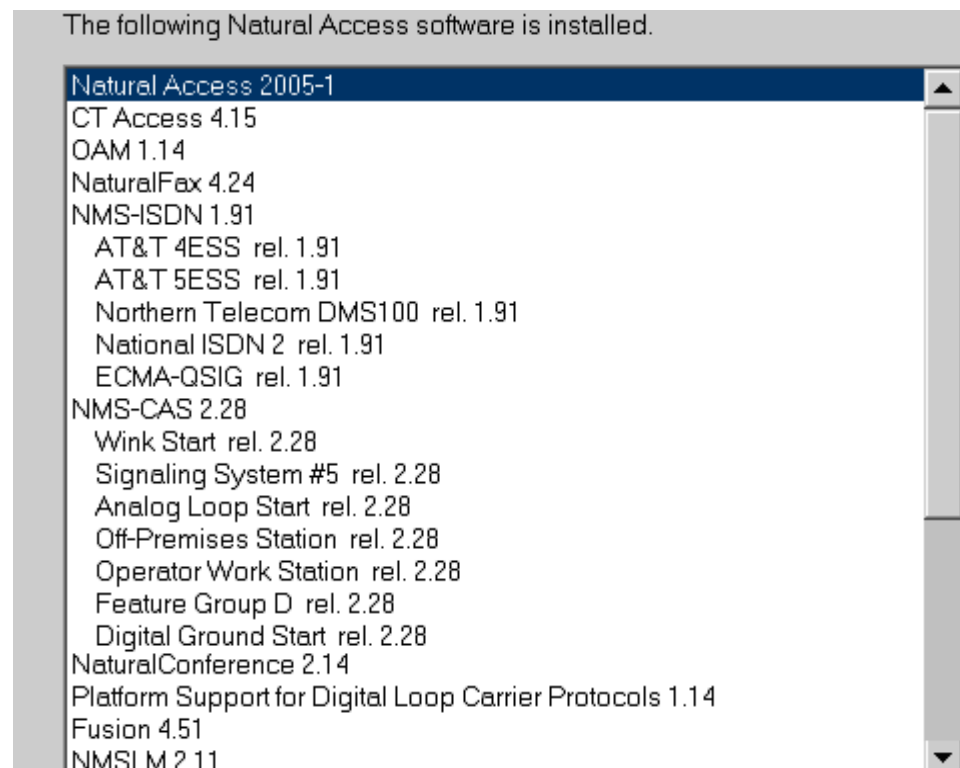 The following Natural Access software is installed.
Natural Access 2005-1
CT Access 4.15
OAM 1.14
NaturalFax 4.24
NMS-ISDN 1.91
AT&T 4ESS rel. 1.91
AT&T 5ESS rel. 1.91
Northern Telecom DMS100 rel. 1.91
National ISDN 2 rel. 1.91
ECMA-QSIG rel. 1.91
NMS-CAS 2.28
Wink Start rel. 2.28
Signaling System #5 rel. 2.28
Analog Loop Start rel. 2.28
Off-Premises Station rel. 2.28
Operator Work Station rel. 2.28
Feature Group D rel. 2.28
Digital Ground Start rel. 2.28
NaturalConference 2.14
Platform Support for Digital Loop Carrier Protocols 1.14
Fusion 4.51
NMSLM 2.11